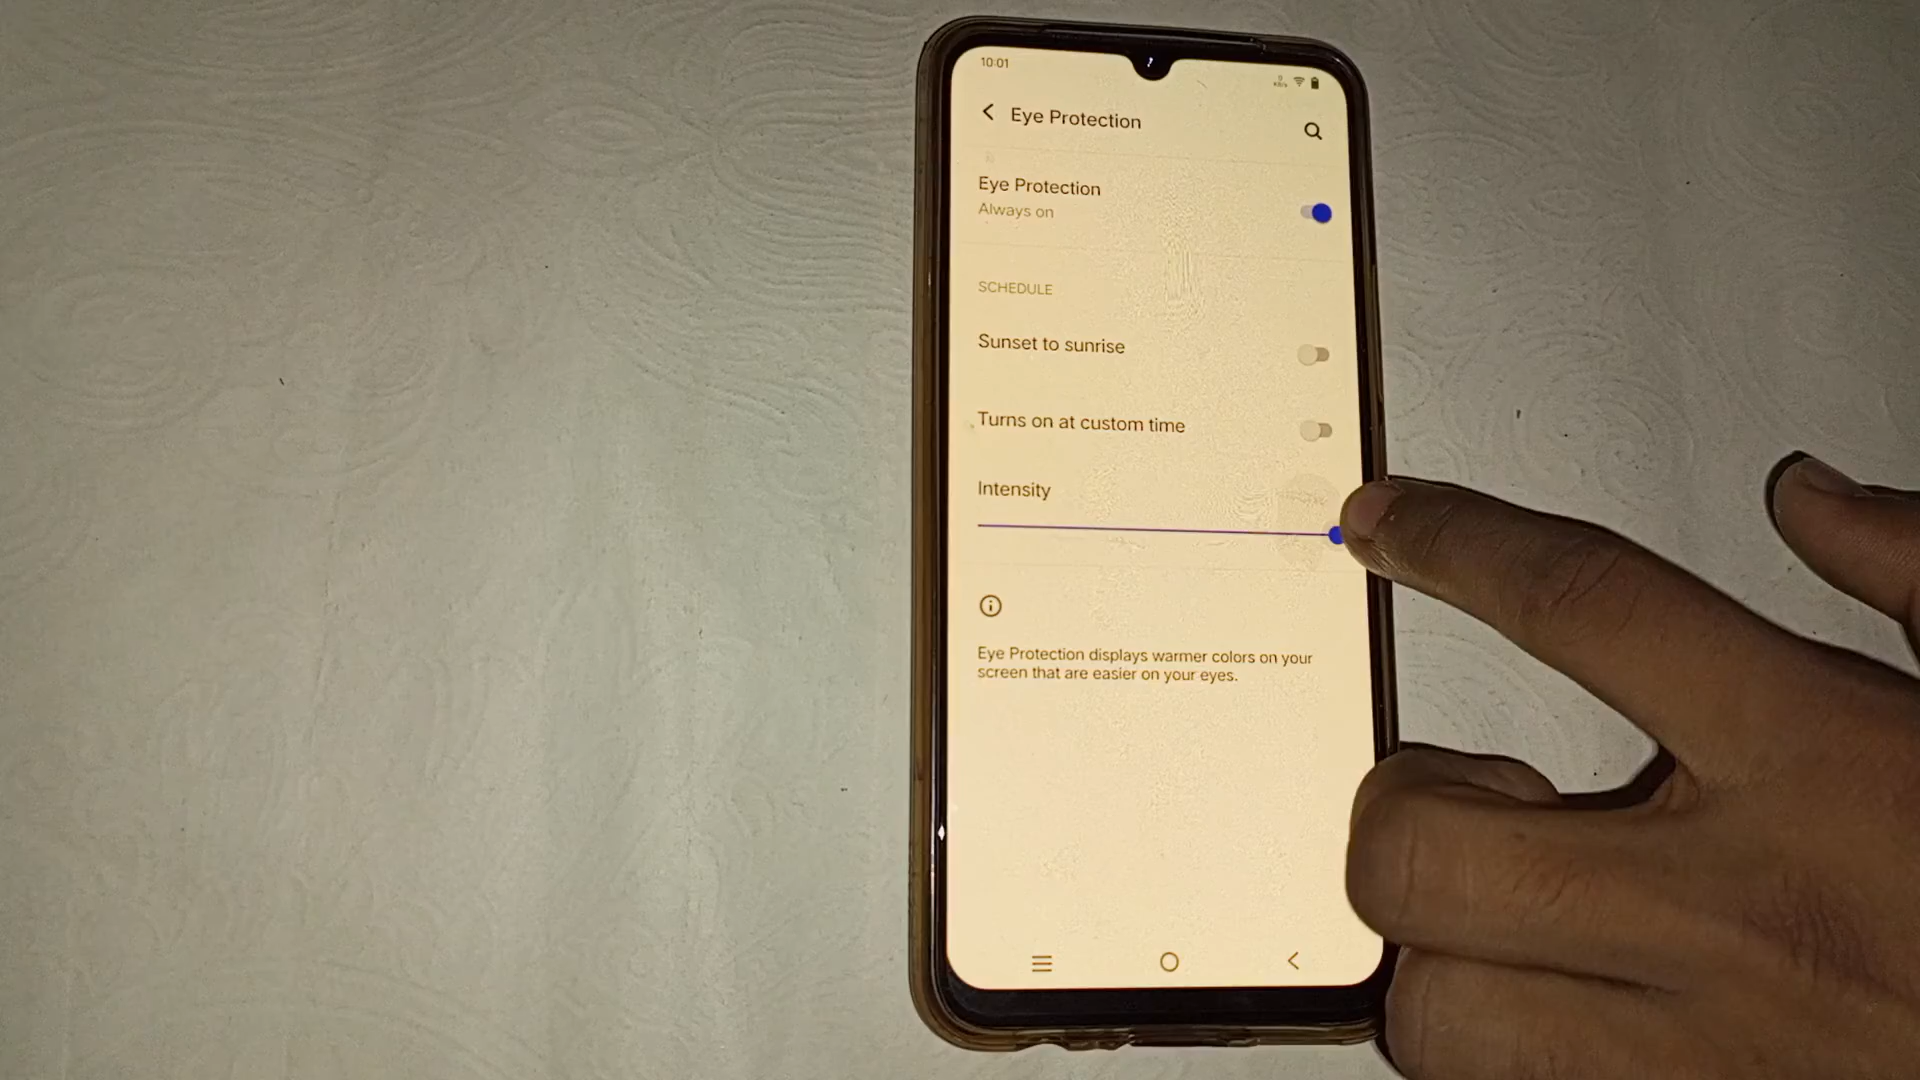 10:01
Eye Protection
Eye Protection
Always on
SCHEDULE
Sunset to sunrise
Turns on at custom time
Intensity
Eye Protection displays warmer colors on your
screen that are easier on your eyes.